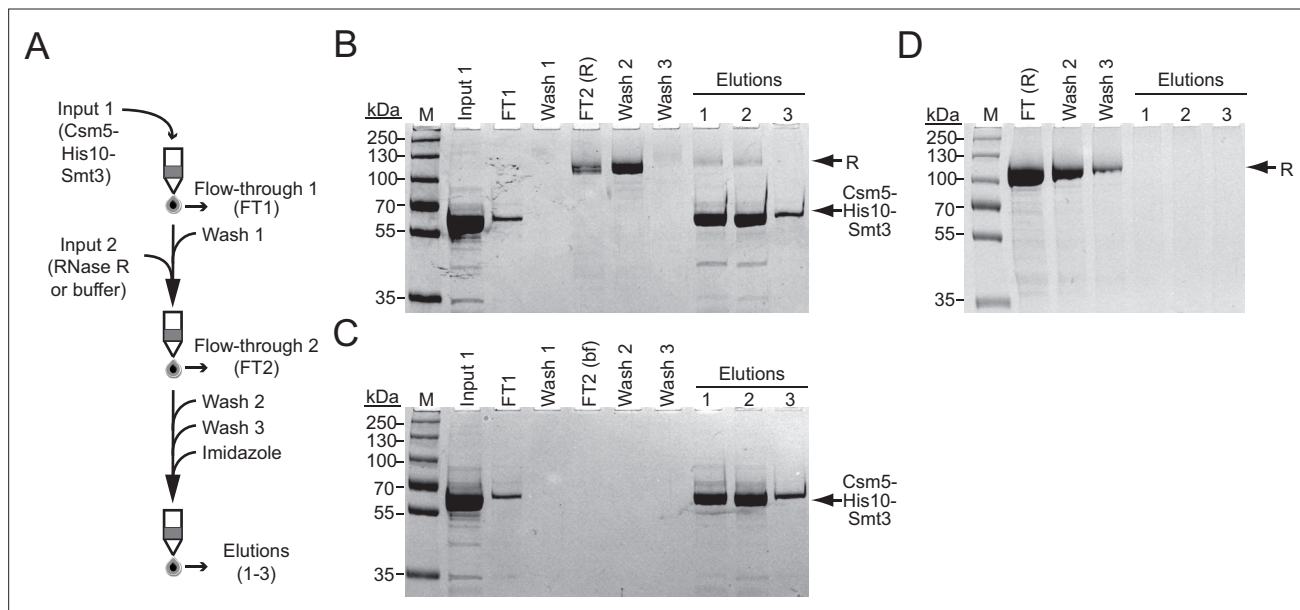 A
Input 1
(Csm5-
His10-
Smt3)
Flow-through 1
(FT1)
Wash 1
Input 2
(RNase R
or buffer)
Flow-through 2
(FT2)
Wash 2
Wash 3
Imidazole
Elutions
(1-3)
B
kDa
M
Input 1
FT1
Wash 1
FT2 (R)
Wash 2
Wash 3
Elutions
1 2 3
250
130
100
70
55
35
R
Csm5-
His10-
Smt3
C
kDa
M
Input 1
FT1
Wash 1
FT2 (bf)
Wash 2
Wash 3
Elutions
1 2 3
250
130
100
70
55
35
Csm5-
His10-
Smt3
D
kDa
M
FT (R)
Wash 2
Wash 3
Elutions
1 2 3
250
130
100
70
55
35
R